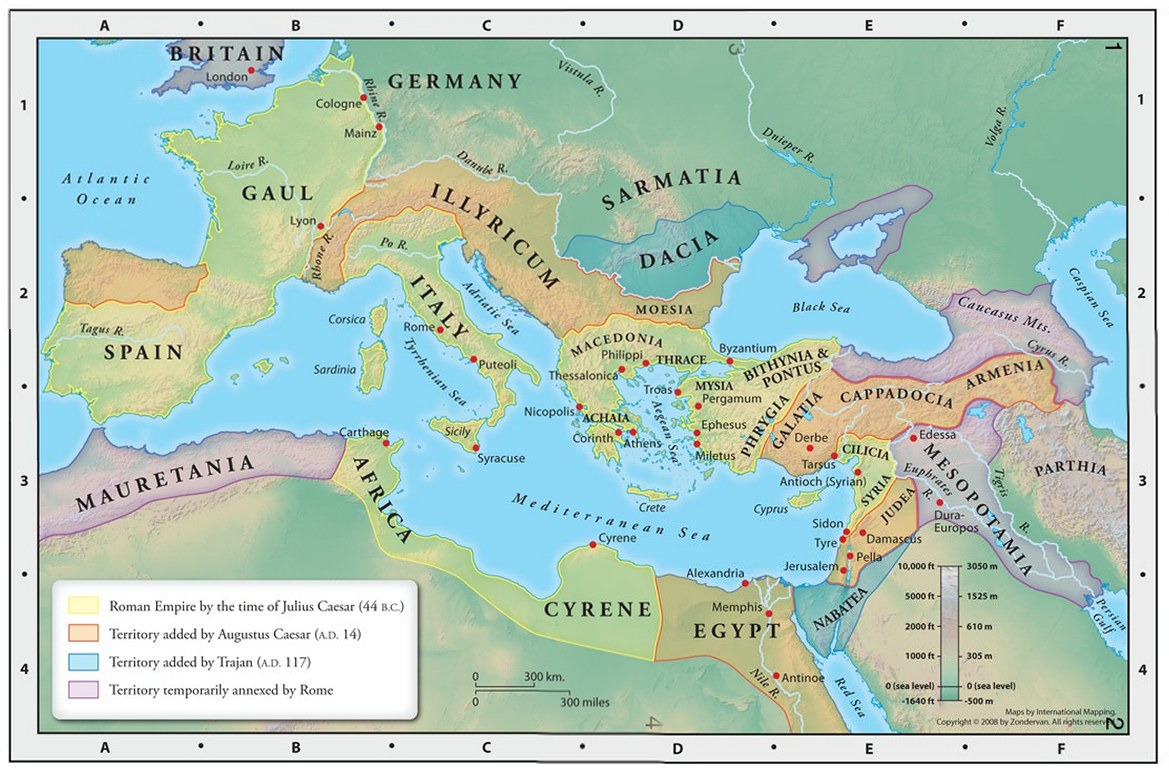 A B C D E F
1
BRITAIN
London
GERMANY
Vistula R.
3
Cologne
Rhine R.
Mainz
1
1
Volga R.
Dnieper R.
Loire R.
Danube R.
Atlantic
Ocean
GAUL
SARMATIA
Lyon
Rhone R.
ILLYRICUM
Po R.
DACIA
2
2
Caspian Sea
ITALY
Adriatic Sea
MOESIA
Black Sea
Caucasus Mts.
Cyrus R.
Tagus R.
SPAIN
Corsica
Rome
Sardinia
Tyrrhenian Sea
Puteoli
MACEDONIA
Philippi
THRACE
Byzantium
BITHYNIA &
PONTUS
Thessalonica
Troas
MYSIA
Pergamum
PHRYGIA
GALATIA
CAPPADOCIA
ARMENIA
Nicopolis
ACHAIA
Aegean Sea
Corinth
Athens
Ephesus
Miletus
Derbe
Tarsus
CILICIA
Edessa
Carthage
Sicily
Syracuse
MAURETANIA
AFRICA
3
3
Antioch (Syrian)
SYRIA
Euphrates R.
MESOPOTAMIA
Tigris R.
PARTHIA
Crete
Cyprus
Mediterranean Sea
JUDEA
Dura-
Europos
Sidon
Tyre
Damascus
Pella
Jerusalem
Cyrene
Alexandria
Memphis
CYRENE
EGYPT
NABATEA
Persian
Gulf
Antinoe
Nile R.
Red Sea
10,000 ft 3050 m
5000 ft 1525 m
2000 ft 610 m
1000 ft 305 m
0 (sea level) 0 (sea level)
-1640 ft -500 m
Roman Empire by the time of Julius Caesar (44 B.C.)
Territory added by Augustus Caesar (A.D. 14)
Territory added by Trajan (A.D. 117)
Territory temporarily annexed by Rome
4
4
0 300 km.
0 300 miles
4
Maps by International Mapping.
Copyright © 2008 by Zondervan. All rights
2
A B C D E F